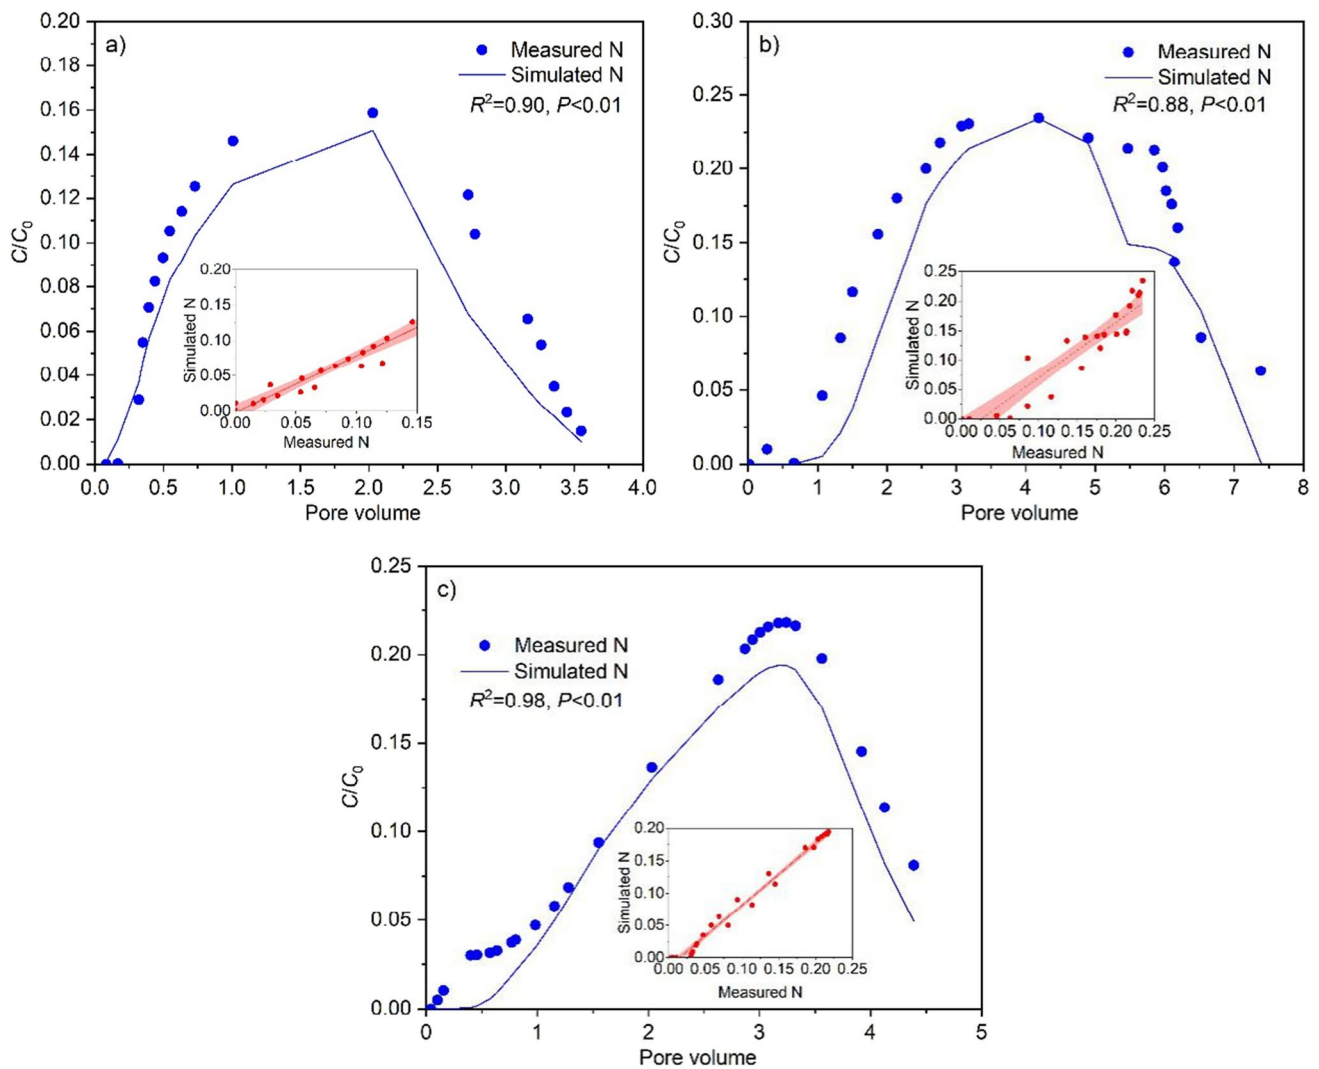 a)
Measured N
Simulated N
R²=0.90, P<0.01
C/C₀
0.20
0.18
0.16
0.14
0.12
0.10
0.08
0.06
0.04
0.02
0.00
0.0 0.5 1.0 1.5 2.0 2.5 3.0 3.5 4.0
Pore volume
Simulated N
0.20
0.15
0.10
0.05
0.00
0.00 0.05 0.10 0.15
Measured N
b)
Measured N
Simulated N
R²=0.88, P<0.01
C/C₀
0.30
0.25
0.20
0.15
0.10
0.05
0.00
0 1 2 3 4 5 6 7 8
Pore volume
Simulated N
0.25
0.20
0.15
0.10
0.05
0.00
0.00 0.05 0.10 0.15 0.20 0.25
Measured N
c)
Measured N
Simulated N
R²=0.98, P<0.01
C/C₀
0.25
0.20
0.15
0.10
0.05
0.00
0 1 2 3 4 5
Pore volume
Simulated N
0.20
0.15
0.10
0.05
0.00
0.00 0.05 0.10 0.15 0.20 0.25
Measured N